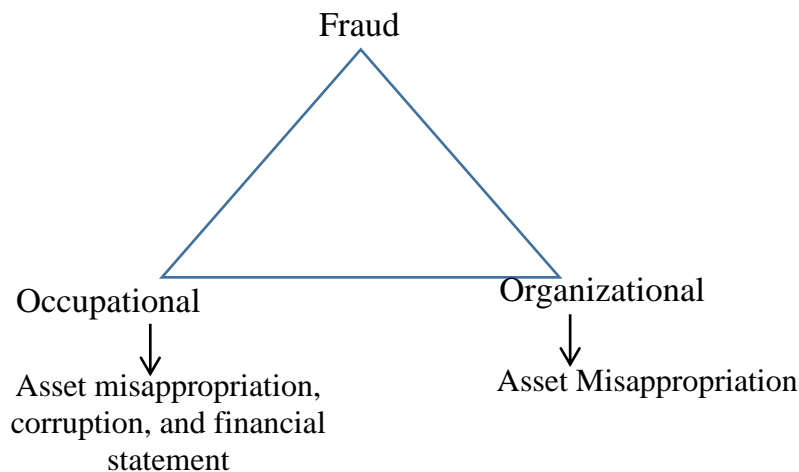 Fraud
Occupational
Organizational
Asset misappropriation,
corruption, and financial
statement
Asset Misappropriation